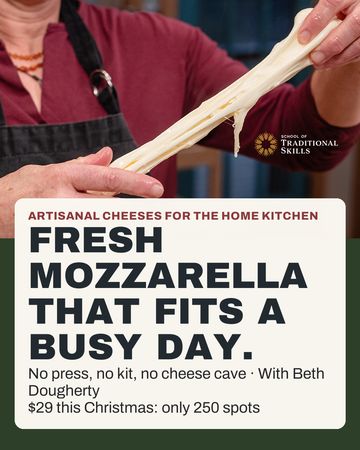 SCHOOL OF
TRADITIONAL
SKILLS
ARTISANAL CHEESES FOR THE HOME KITCHEN
FRESH
MOZZARELLA
THAT FITS A
BUSY DAY.
No press, no kit, no cheese cave · With Beth
Dougherty
$29 this Christmas: only 250 spots